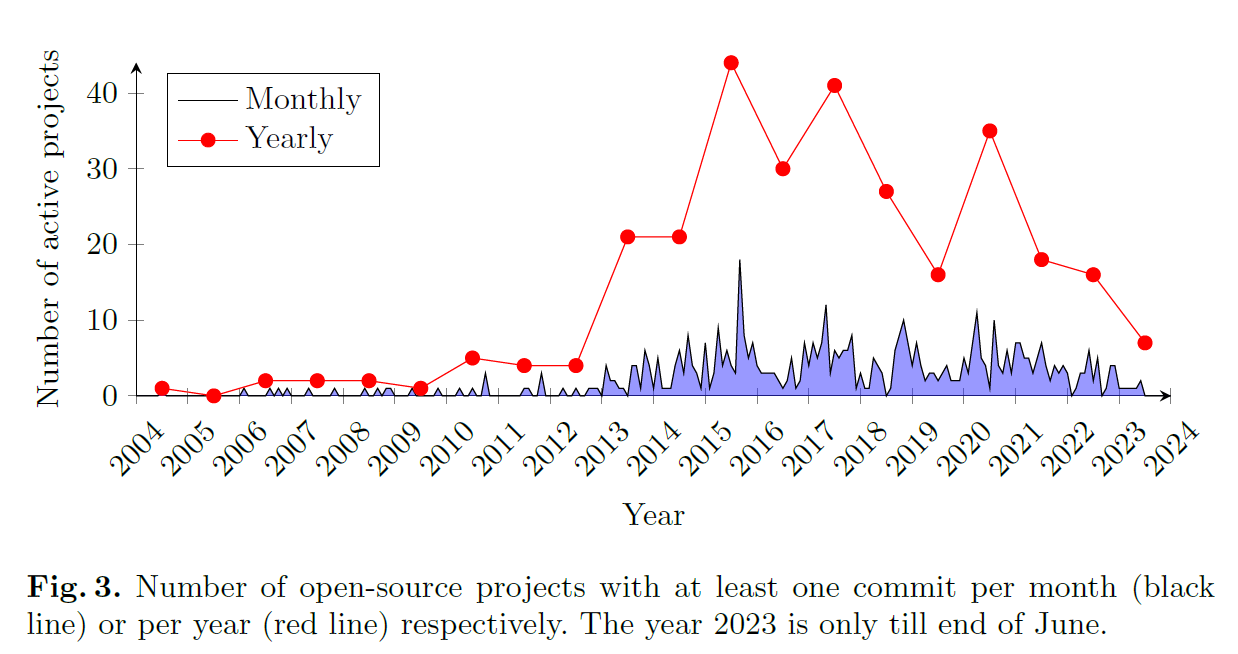 Number of active projects
40
30
20
10
0
Monthly
Yearly
2004 2005 2006 2007 2008 2009 2010 2011 2012 2013 2014 2015 2016 2017 2018 2019 2020 2021 2022 2023 2024
Year
Fig. 3. Number of open-source projects with at least one commit per month (black
line) or per year (red line) respectively. The year 2023 is only till end of June.